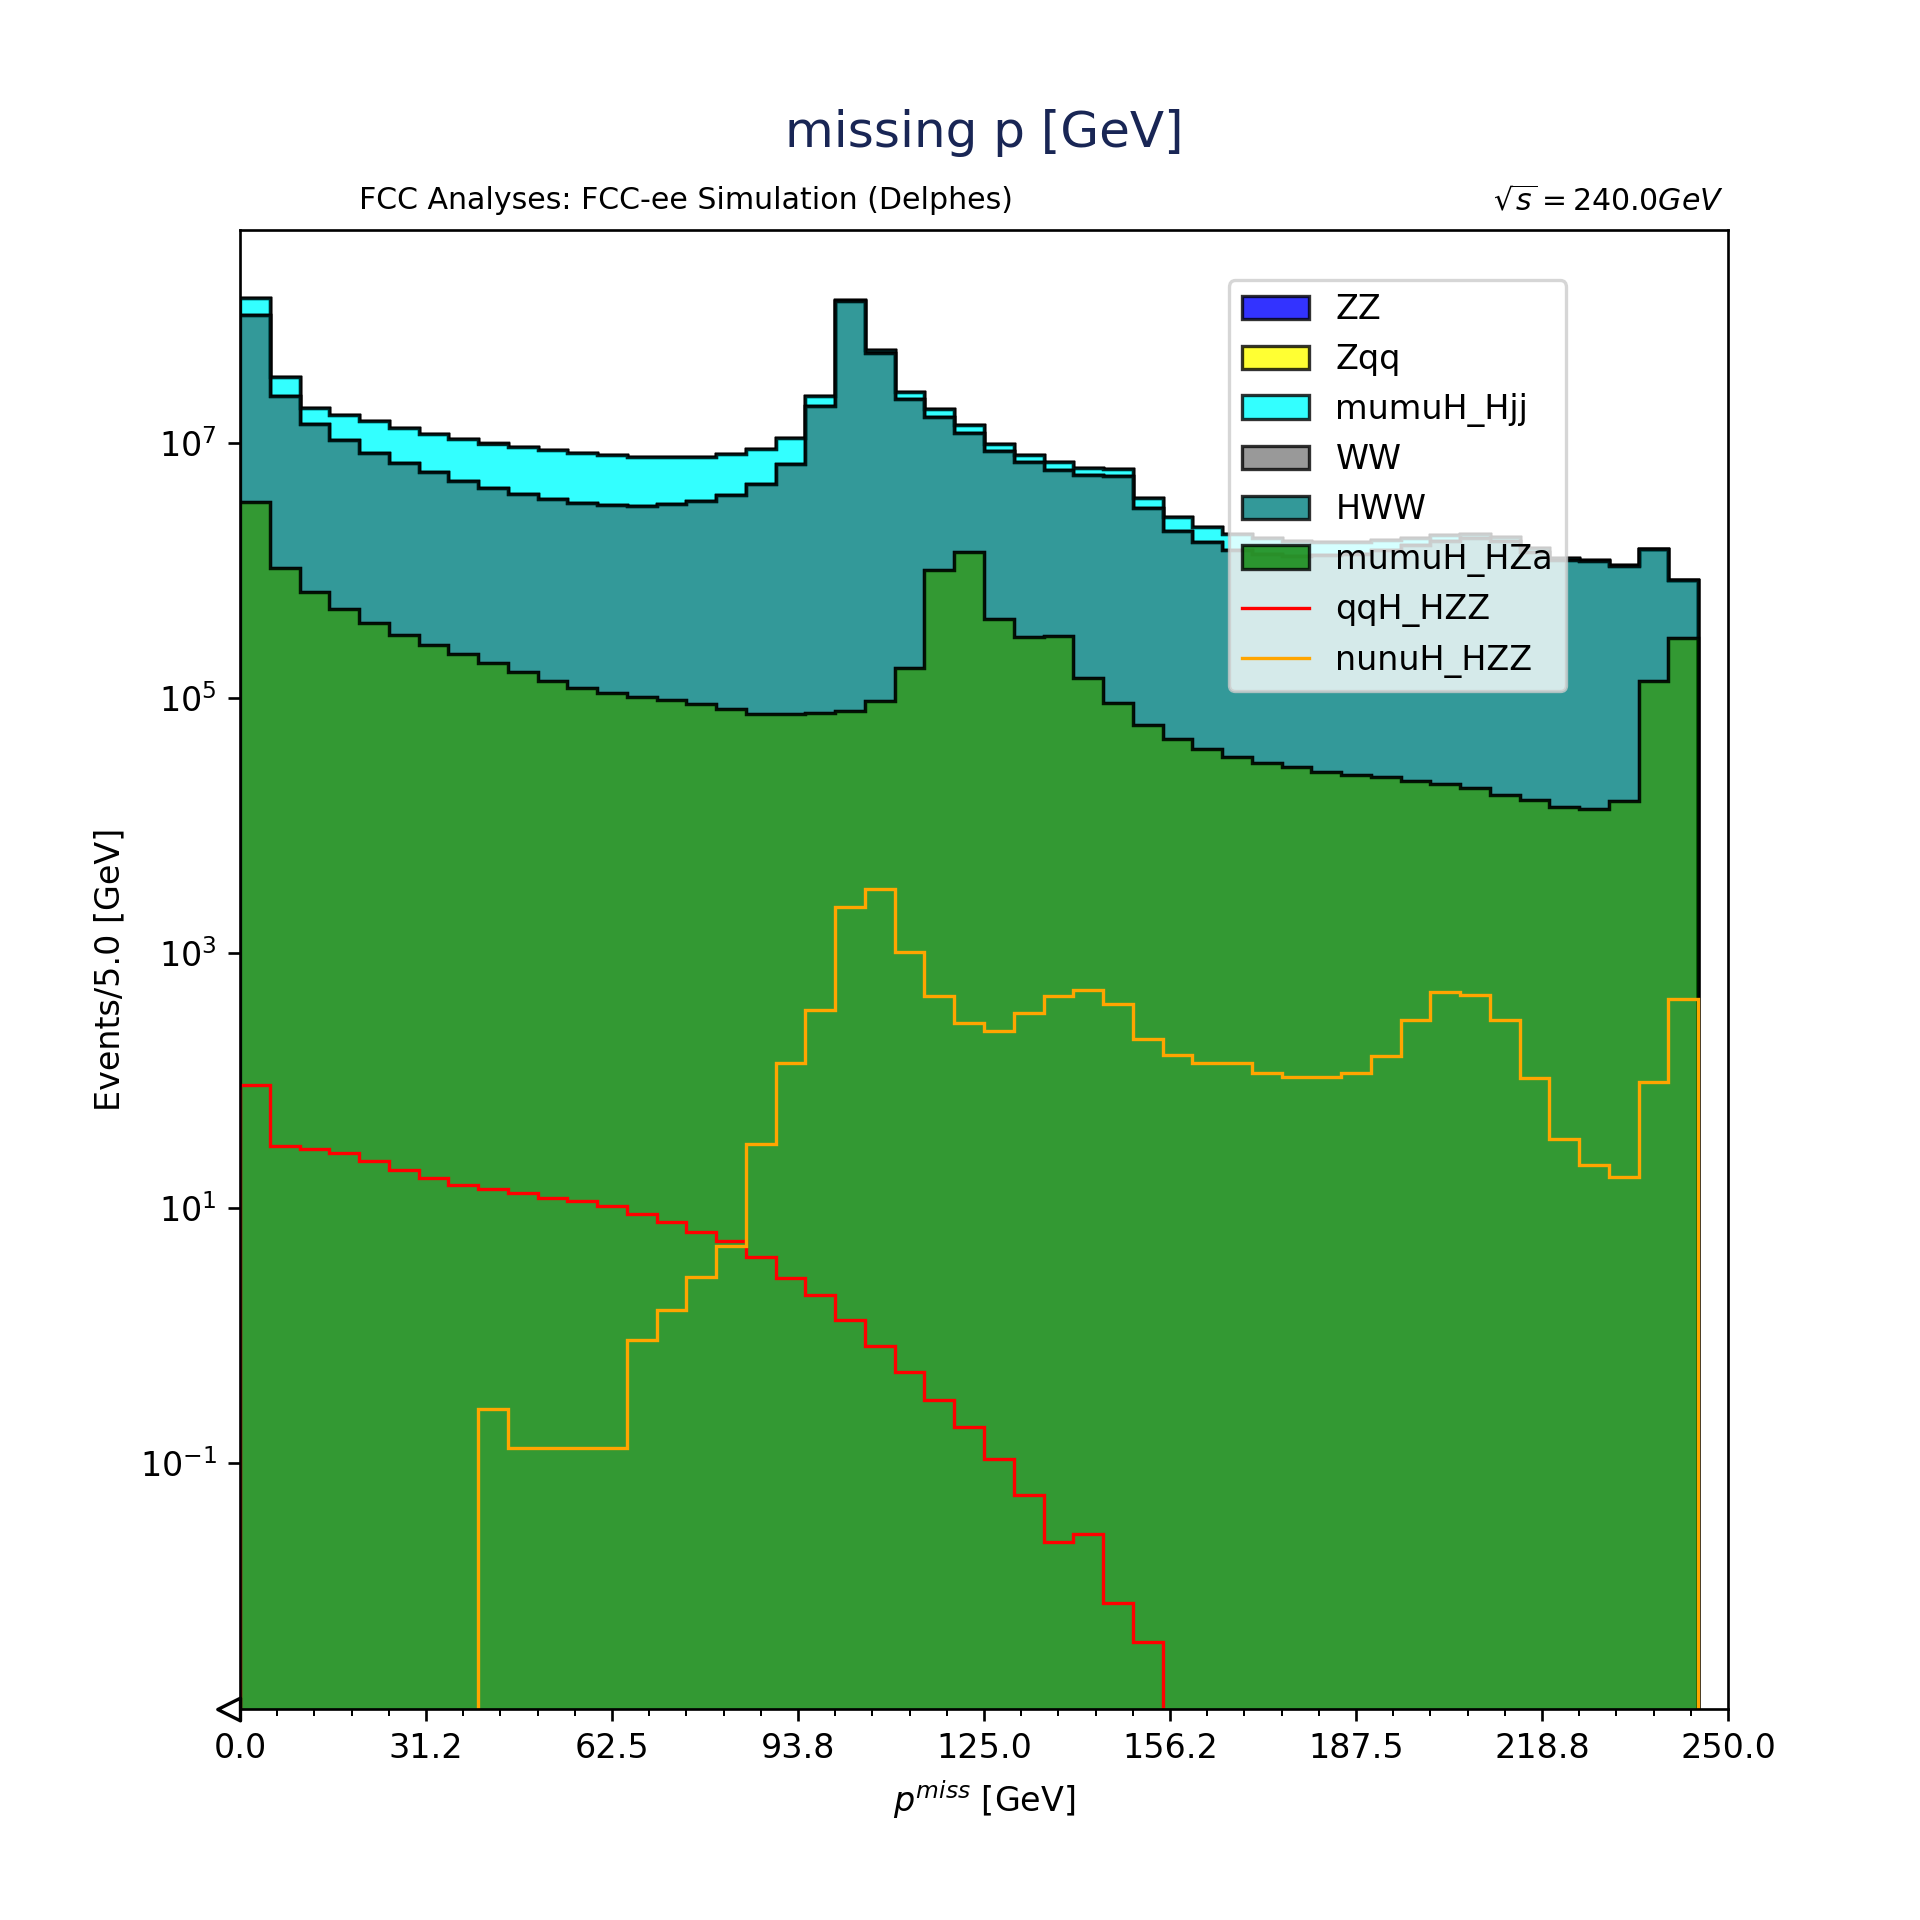 missing p [GeV]
FCC Analyses: FCC-ee Simulation (Delphes)
√s = 240.0GeV
ZZ
Zqq
mumuH_Hjj
WW
HWW
mumuH_HZa
qqH_HZZ
nunuH_HZZ
10⁷
10⁵
10³
10¹
10⁻¹
Events/5.0 [GeV]
0.0 31.2 62.5 93.8 125.0 156.2 187.5 218.8 250.0
p^miss [GeV]